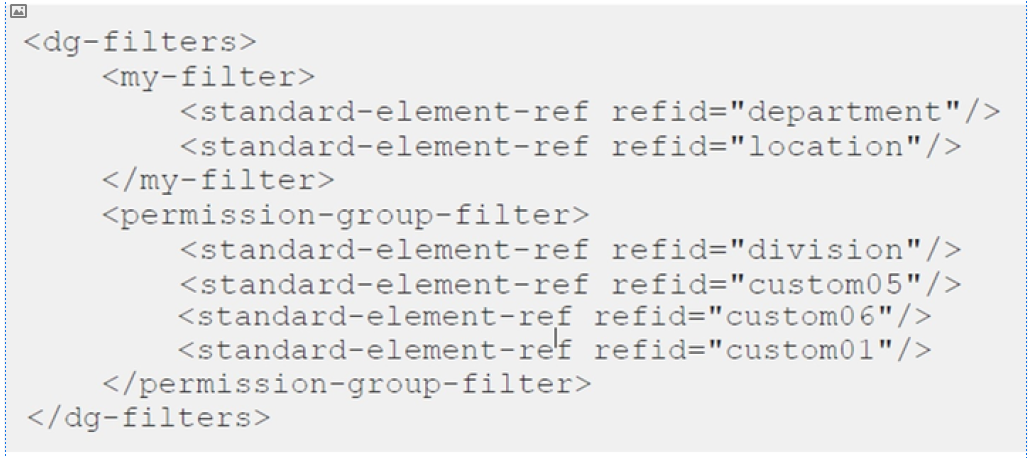 <dg-filters>
<my-filter>
<standard-element-ref refid="department"/>
<standard-element-ref refid="location"/>
</my-filter>
<permission-group-filter>
<standard-element-ref refid="division"/>
<standard-element-ref refid="custom05"/>
<standard-element-ref refid="custom06"/>
<standard-element-ref refid="custom01"/>
</permission-group-filter>
</dg-filters>